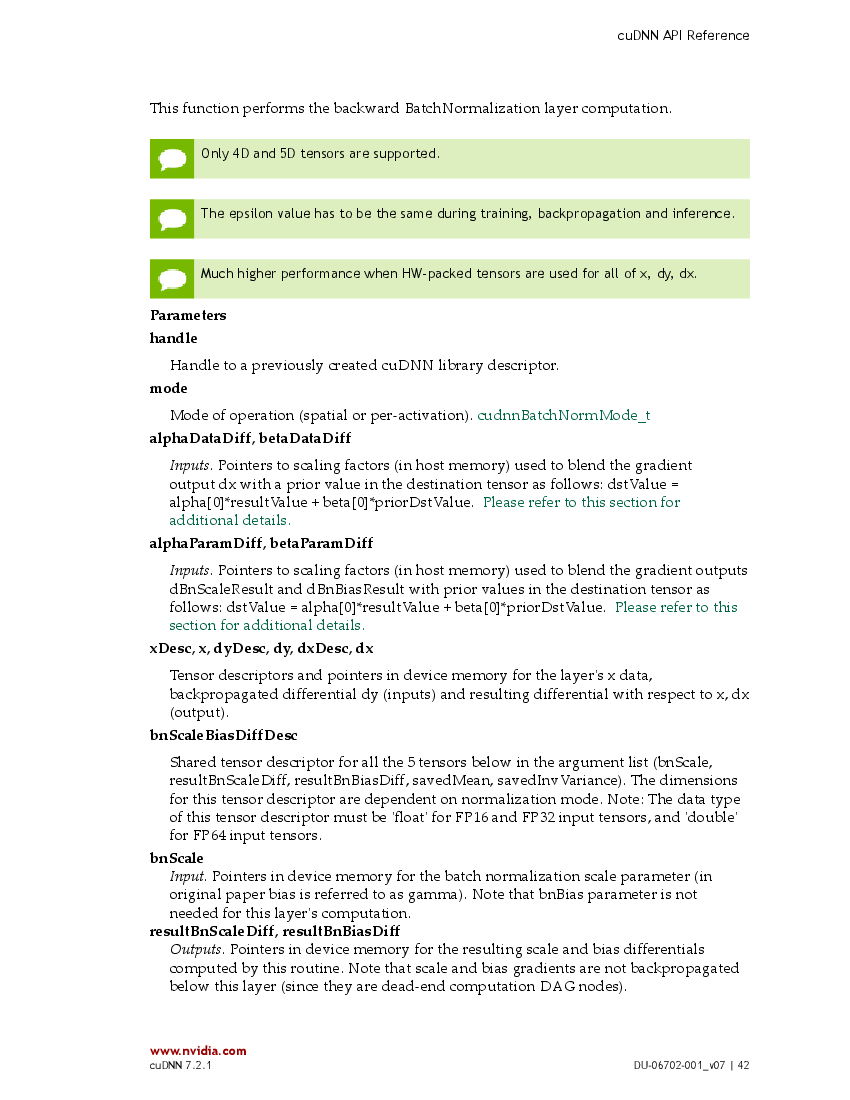 cuDNN API Reference
This function performs the backward BatchNormalization layer computation.
Only 4D and 5D tensors are supported.
The epsilon value has to be the same during training, backpropagation and inference.
Much higher performance when HW-packed tensors are used for all of x, dy, dx.
Parameters
handle
Handle to a previously created cuDNN library descriptor.
mode
Mode of operation (spatial or per-activation). cudnnBatchNormMode_t
alphaDataDiff, betaDataDiff
Inputs. Pointers to scaling factors (in host memory) used to blend the gradient
output dx with a prior value in the destination tensor as follows: dstValue =
alpha[0]*resultValue + beta[0]*priorDstValue. Please refer to this section for
additional details.
alphaParamDiff, betaParamDiff
Inputs. Pointers to scaling factors (in host memory) used to blend the gradient outputs
dBnScaleResult and dBnBiasResult with prior values in the destination tensor as
follows: dstValue = alpha[0]*resultValue + beta[0]*priorDstValue. Please refer to this
section for additional details.
xDesc, x, dyDesc, dy, dxDesc, dx
Tensor descriptors and pointers in device memory for the layer's x data,
backpropagated differential dy (inputs) and resulting differential with respect to x, dx
(output).
bnScaleBiasDiffDesc
Shared tensor descriptor for all the 5 tensors below in the argument list (bnScale,
resultBnScaleDiff, resultBnBiasDiff, savedMean, savedInvVariance). The dimensions
for this tensor descriptor are dependent on normalization mode. Note: The data type
of this tensor descriptor must be 'float' for FP16 and FP32 input tensors, and 'double'
for FP64 input tensors.
bnScale
Input. Pointers in device memory for the batch normalization scale parameter (in
original paper bias is referred to as gamma). Note that bnBias parameter is not
needed for this layer's computation.
resultBnScaleDiff, resultBnBiasDiff
Outputs. Pointers in device memory for the resulting scale and bias differentials
computed by this routine. Note that scale and bias gradients are not backpropagated
below this layer (since they are dead-end computation DAG nodes).
www.nvidia.com
cuDNN 7.2.1
DU-06702-001_v07 | 42